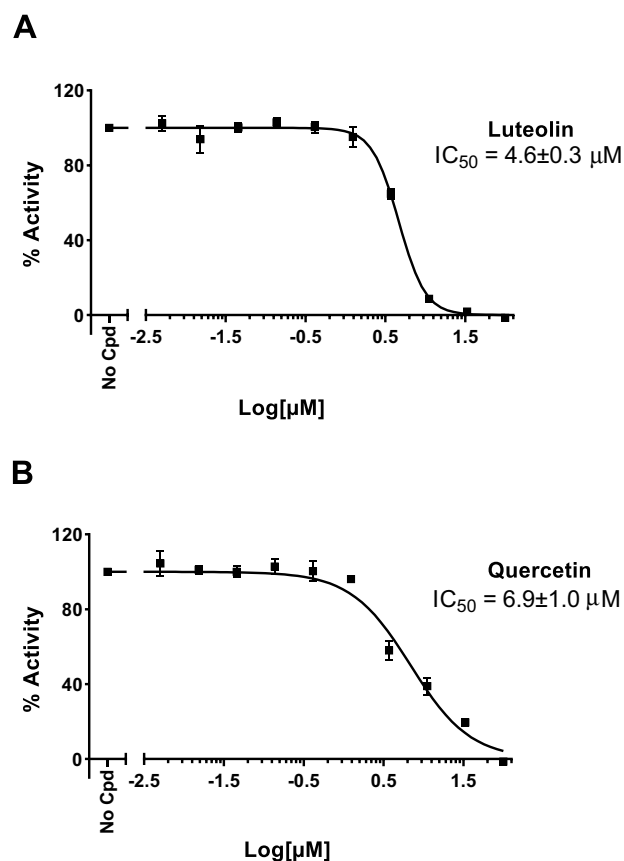 A
120
80
40
0
% Activity
Luteolin
IC50 = 4.6±0.3 µM
No Cpd
-2.5 -1.5 -0.5 0.5 1.5
Log[µM]
B
120
80
40
0
% Activity
Quercetin
IC50 = 6.9±1.0 µM
No Cpd
-2.5 -1.5 -0.5 0.5 1.5
Log[µM]